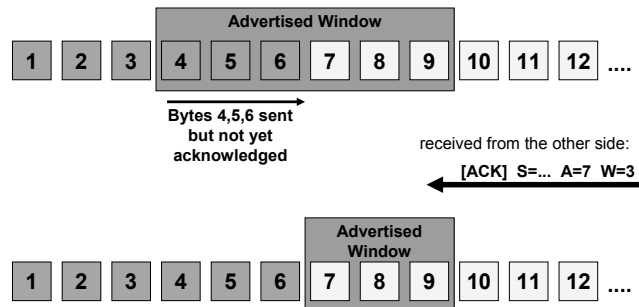 Advertised Window
1 2 3 4 5 6 7 8 9 10 11 12 ....
Bytes 4,5,6 sent
but not yet
acknowledged
received from the other side:
[ACK] S=... A=7 W=3
Advertised
Window
1 2 3 4 5 6 7 8 9 10 11 12 ....